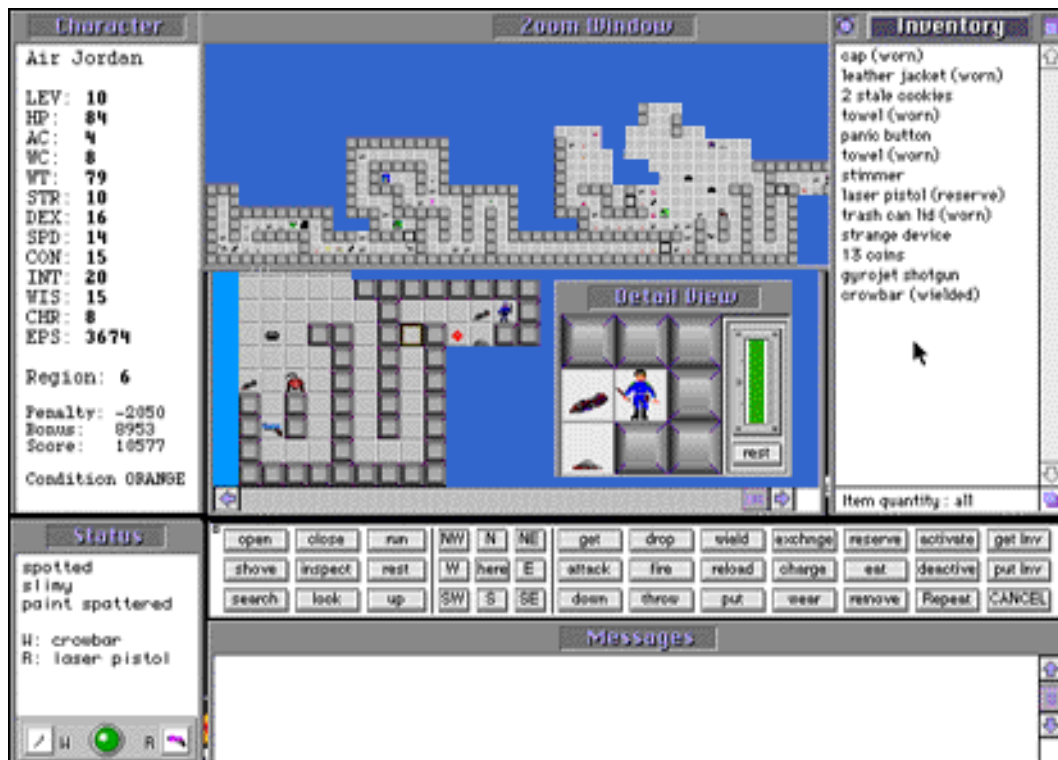 Character
Air Jordan
LEV: 10
HP: 84
AC: 4
WC: 8
WT: 79
STR: 10
DEX: 16
SPD: 14
CON: 15
INT: 20
WIS: 15
CHR: 8
EPS: 3674
Region: 6
Penalty: -2050
Bonus: 8953
Score: 10577
Condition ORANGE
Zoom Window
Detail View
rest
Inventory
cap (worn)
leather jacket (worn)
2 stale cookies
towel (worn)
panic button
towel (worn)
stimmer
laser pistol (reserve)
trash can lid (worn)
strange device
13 coins
gyrojet shotgun
crowbar (wielded)
Item quantity : all
Status
spotted
slimy
paint spattered
W: crowbar
R: laser pistol
W R
open close run NW N NE get drop wield exchnge reserve activate get Inv
shove inspect rest W here E attack fire reload charge eat deactive put Inv
search look up SW S SE down throw put wear remove Repeat CANCEL
Messages